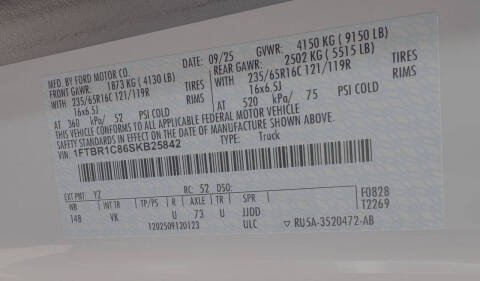 MFD. BY FORD MOTOR CO.
DATE: 09/25 GVWR: 4150 KG ( 9150 LB)
FRONT GAWR: 1873 KG ( 4130 LB) REAR GAWR: 2502 KG ( 5515 LB)
WITH 235/65R16C 121/119R TIRES 235/65R16C 121/119R TIRES
16x6.5J RIMS 16x6.5J RIMS
AT 360 kPa/ 52 PSI COLD AT 520 kPa/ 75 PSI COLD
THIS VEHICLE CONFORMS TO ALL APPLICABLE FEDERAL MOTOR VEHICLE
SAFETY STANDARDS IN EFFECT ON THE DATE OF MANUFACTURE SHOWN ABOVE.
1FTBR1C86SKB25842 TYPE: Truck
EXT PNT: YZ RC: 52 DSO:
WB INT TR TP/PS R AXLE TR SPR F0828
148 VK U 73 U JJDD 12269
1202509120123 ULC ▽ RU5A-3520472-AB